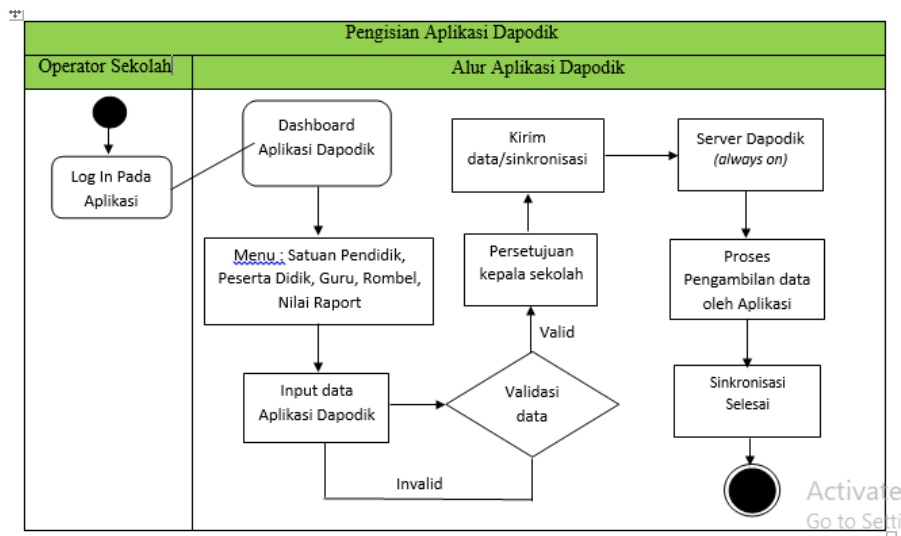 Pengisian Aplikasi Dapodik
Operator Sekolah
Alur Aplikasi Dapodik
Log In Pada
Aplikasi
Dashboard
Aplikasi Dapodik
Menu : Satuan Pendidik,
Peserta Didik, Guru, Rombel,
Nilai Raport
Input data
Aplikasi Dapodik
Invalid
Validasi
data
Valid
Persetujuan
kepala sekolah
Kirim
data/sinkronisasi
Server Dapodik
(always on)
Proses
Pengambilan data
oleh Aplikasi
Sinkronisasi
Selesai
Activate
Go to Setti